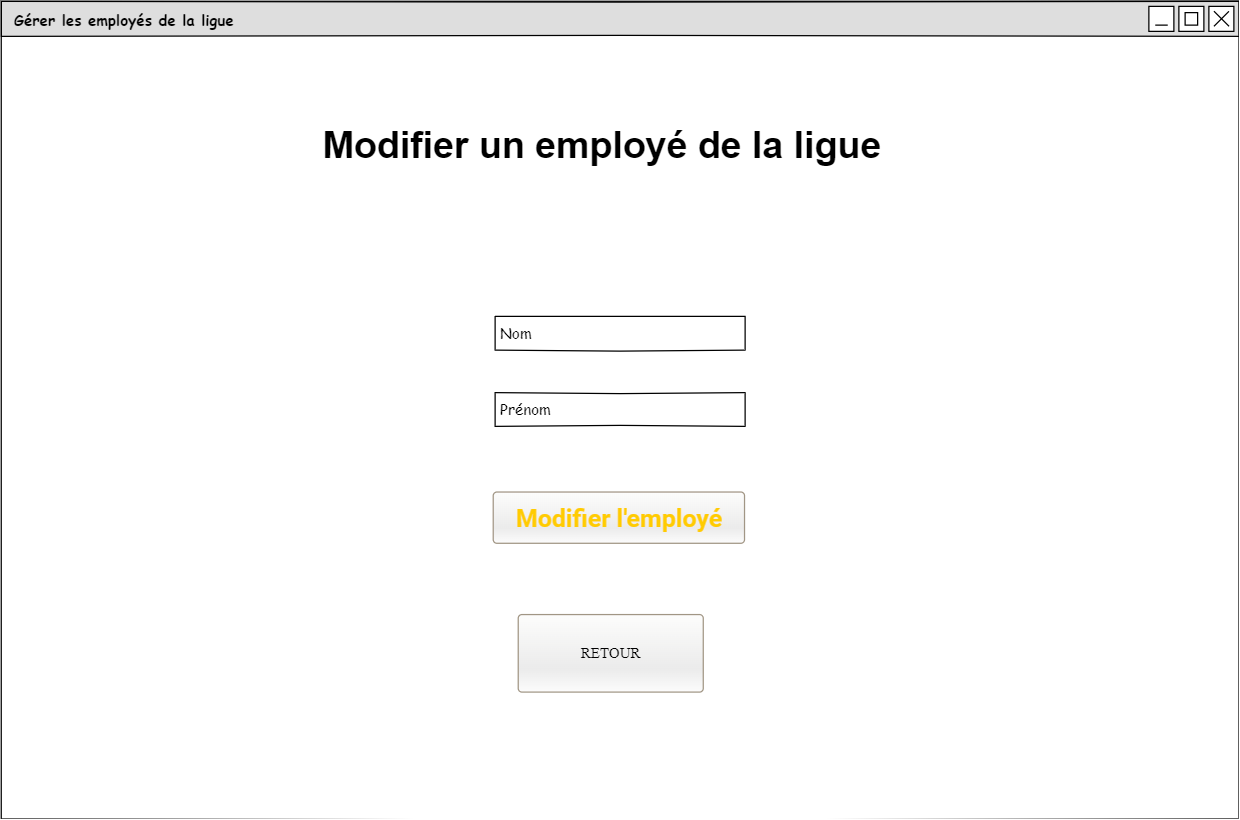 Gérer les employés de la ligue
Modifier un employé de la ligue
Nom
Prénom
Modifier l'employé
RETOUR